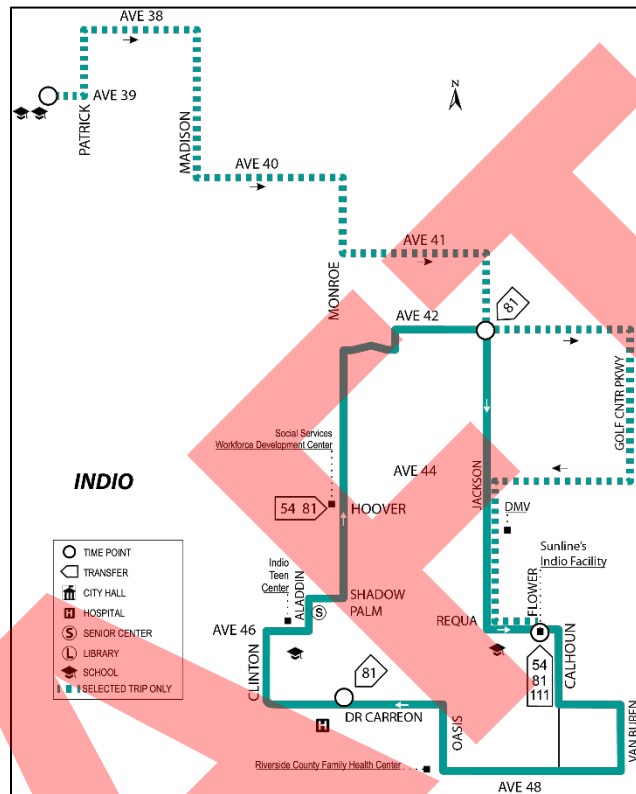 AVE 38
AVE 39
PATRICK
MADISON
N
AVE 40
AVE 41
MONROE
81
AVE 42
GOLF CNTR PKWY
Social Services
Workforce Development Center
AVE 44
JACKSON
INDIO
54 81
HOOVER
DMV
Sunline's
Indio Facility
TIME POINT
TRANSFER
CITY HALL
H HOSPITAL
S SENIOR CENTER
L LIBRARY
SCHOOL
SELECTED TRIP ONLY
Indio
Teen
Center
ALADDIN
SHADOW
PALM
S
AVE 46
REQUA
FLOWER
CALHOUN
54
81
111
CLINTON
81
DR CARREON
H
OASIS
VAN BUREN
Riverside County Family Health Center
AVE 48